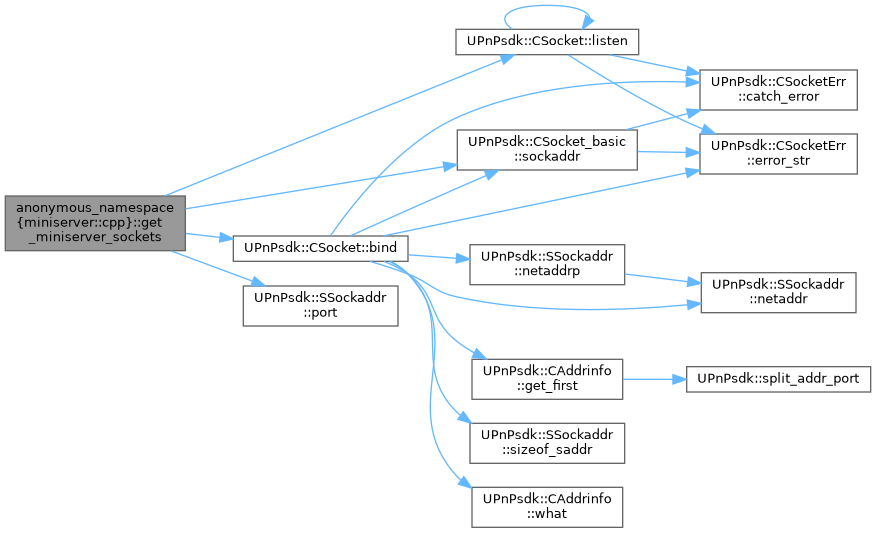 UPnPsdk::CSocket::listen
UPnPsdk::CSocketErr
::catch_error
UPnPsdk::CSocket_basic
::sockaddr
UPnPsdk::CSocketErr
::error_str
anonymous_namespace
{miniserver::cpp}::get
_miniserver_sockets
UPnPsdk::CSocket::bind
UPnPsdk::SSockaddr
::netaddrp
UPnPsdk::SSockaddr
::netaddr
UPnPsdk::SSockaddr
::port
UPnPsdk::CAddrinfo
::get_first
UPnPsdk::split_addr_port
UPnPsdk::SSockaddr
::sizeof_saddr
UPnPsdk::CAddrinfo
::what